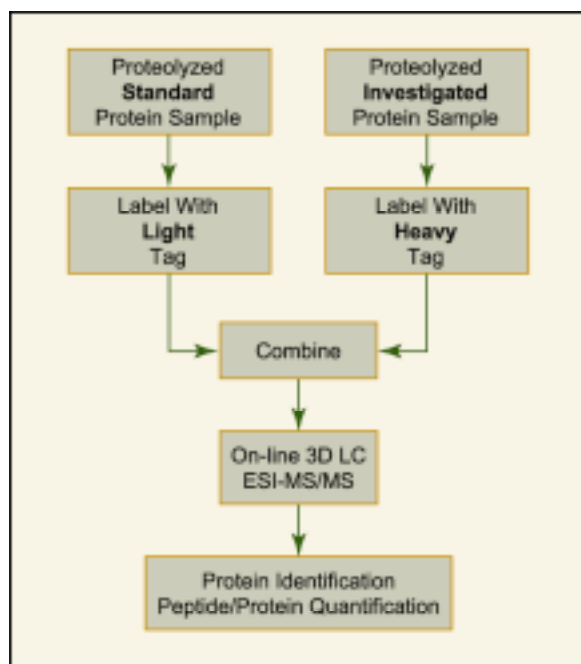 Proteolyzed
Standard
Protein Sample
Proteolyzed
Investigated
Protein Sample
Label With
Light
Tag
Label With
Heavy
Tag
Combine
On-line 3D LC
ESI-MS/MS
Protein Identification
Peptide/Protein Quantification